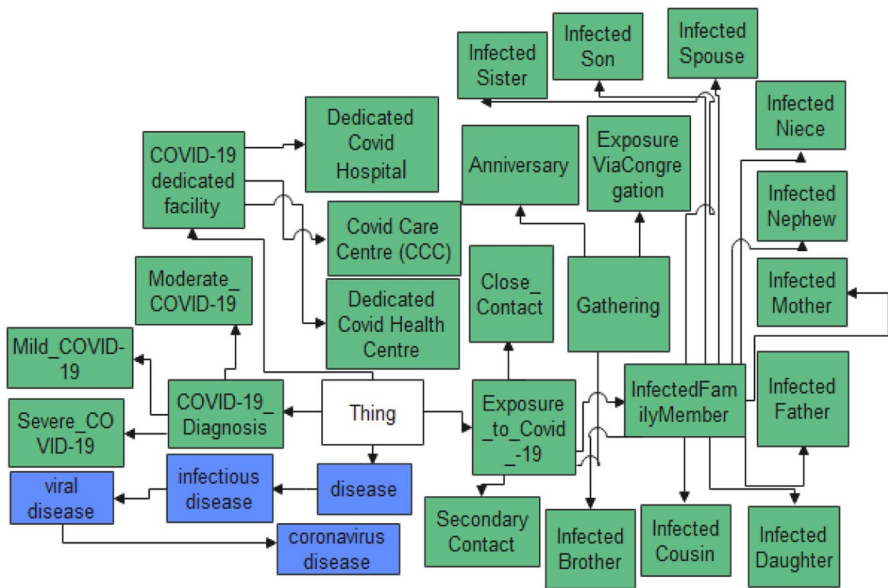 Infected
Sister
Infected
Son
Infected
Spouse
Infected
Niece
COVID-19
dedicated
facility
Dedicated
Covid
Hospital
Anniversary
Exposure
ViaCongre
gation
Infected
Nephew
Covid Care
Centre (CCC)
Moderate_
COVID-19
Close_
Contact
Gathering
Infected
Mother
Dedicated
Covid Health
Centre
Mild_COVID-
19
COVID-19_
Diagnosis
Thing
Exposure
_to_Covid
_-19
InfectedFam
ilyMember
Infected
Father
Severe_CO
VID-19
viral
disease
infectious
disease
disease
coronavirus
disease
Secondary
Contact
Infected
Brother
Infected
Cousin
Infected
Daughter